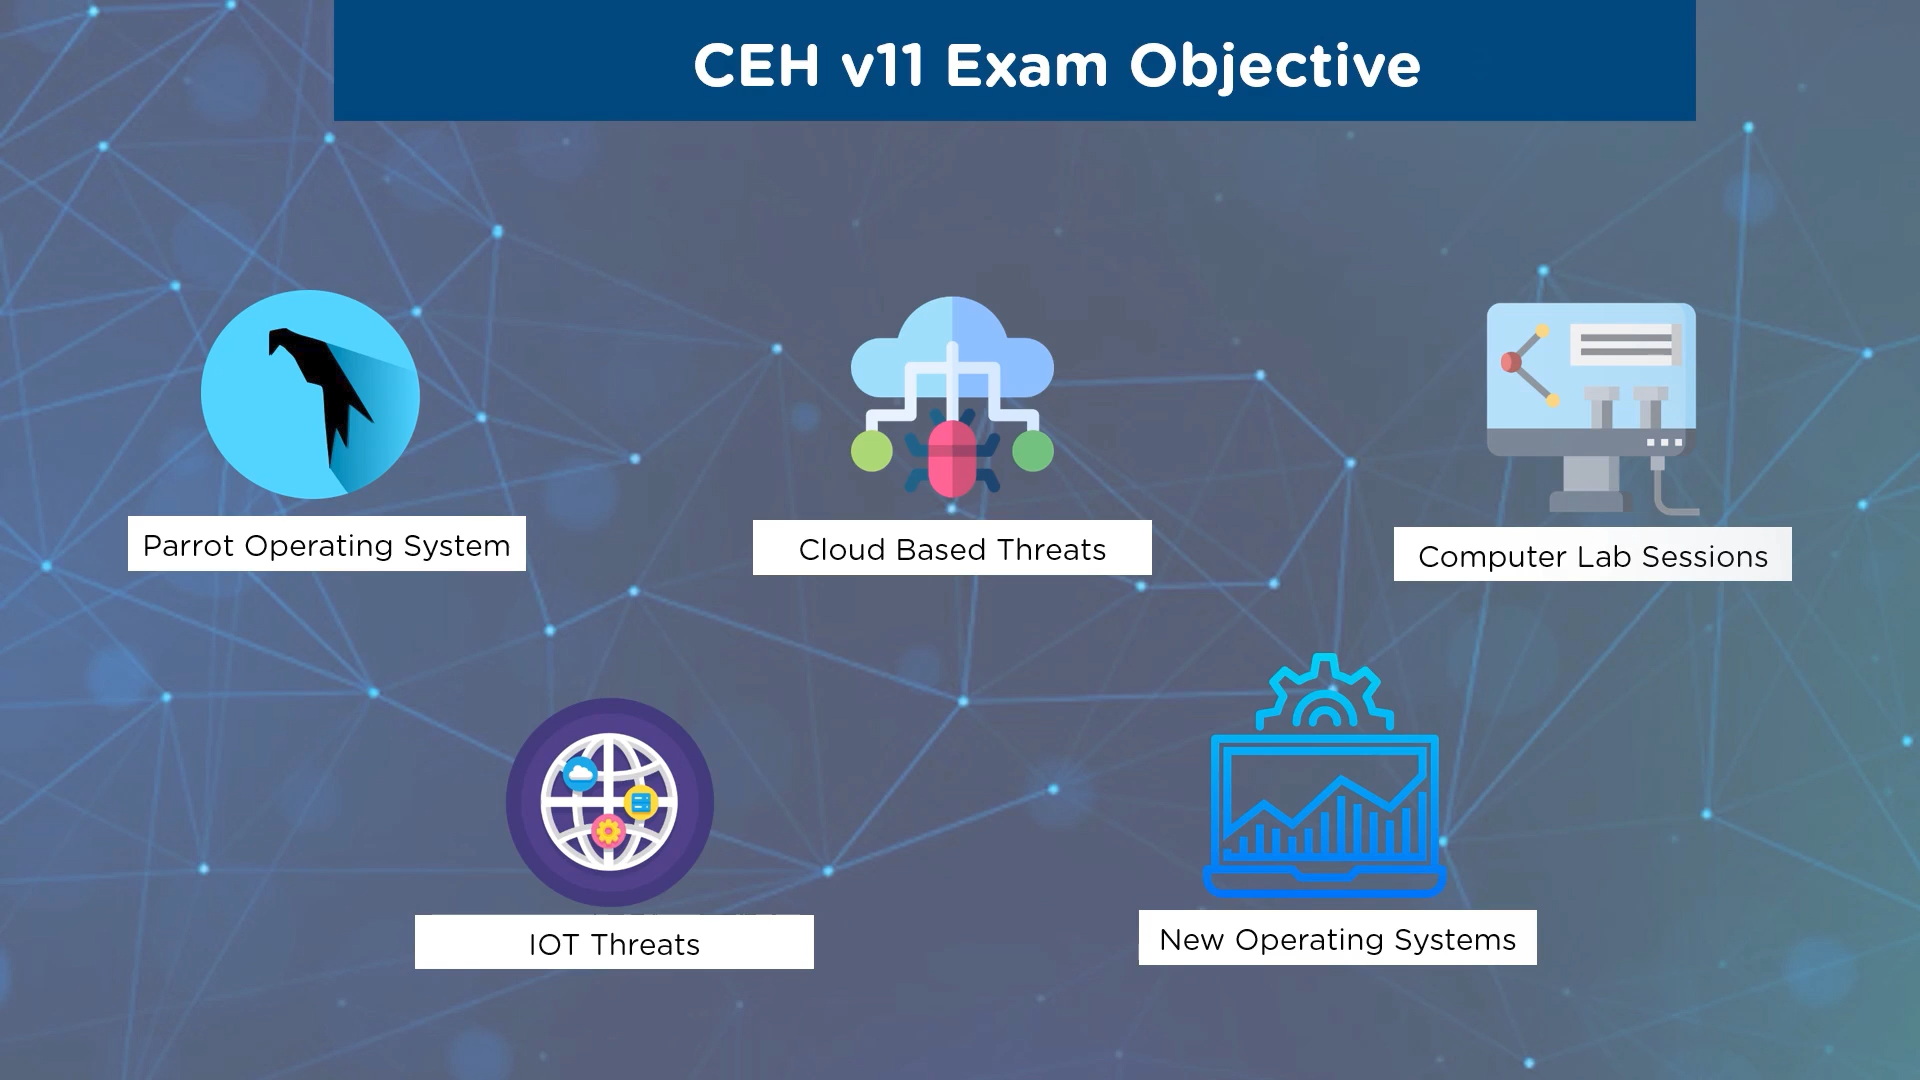 CEH v11 Exam Objective
Parrot Operating System
Cloud Based Threats
Computer Lab Sessions
IOT Threats
New Operating Systems